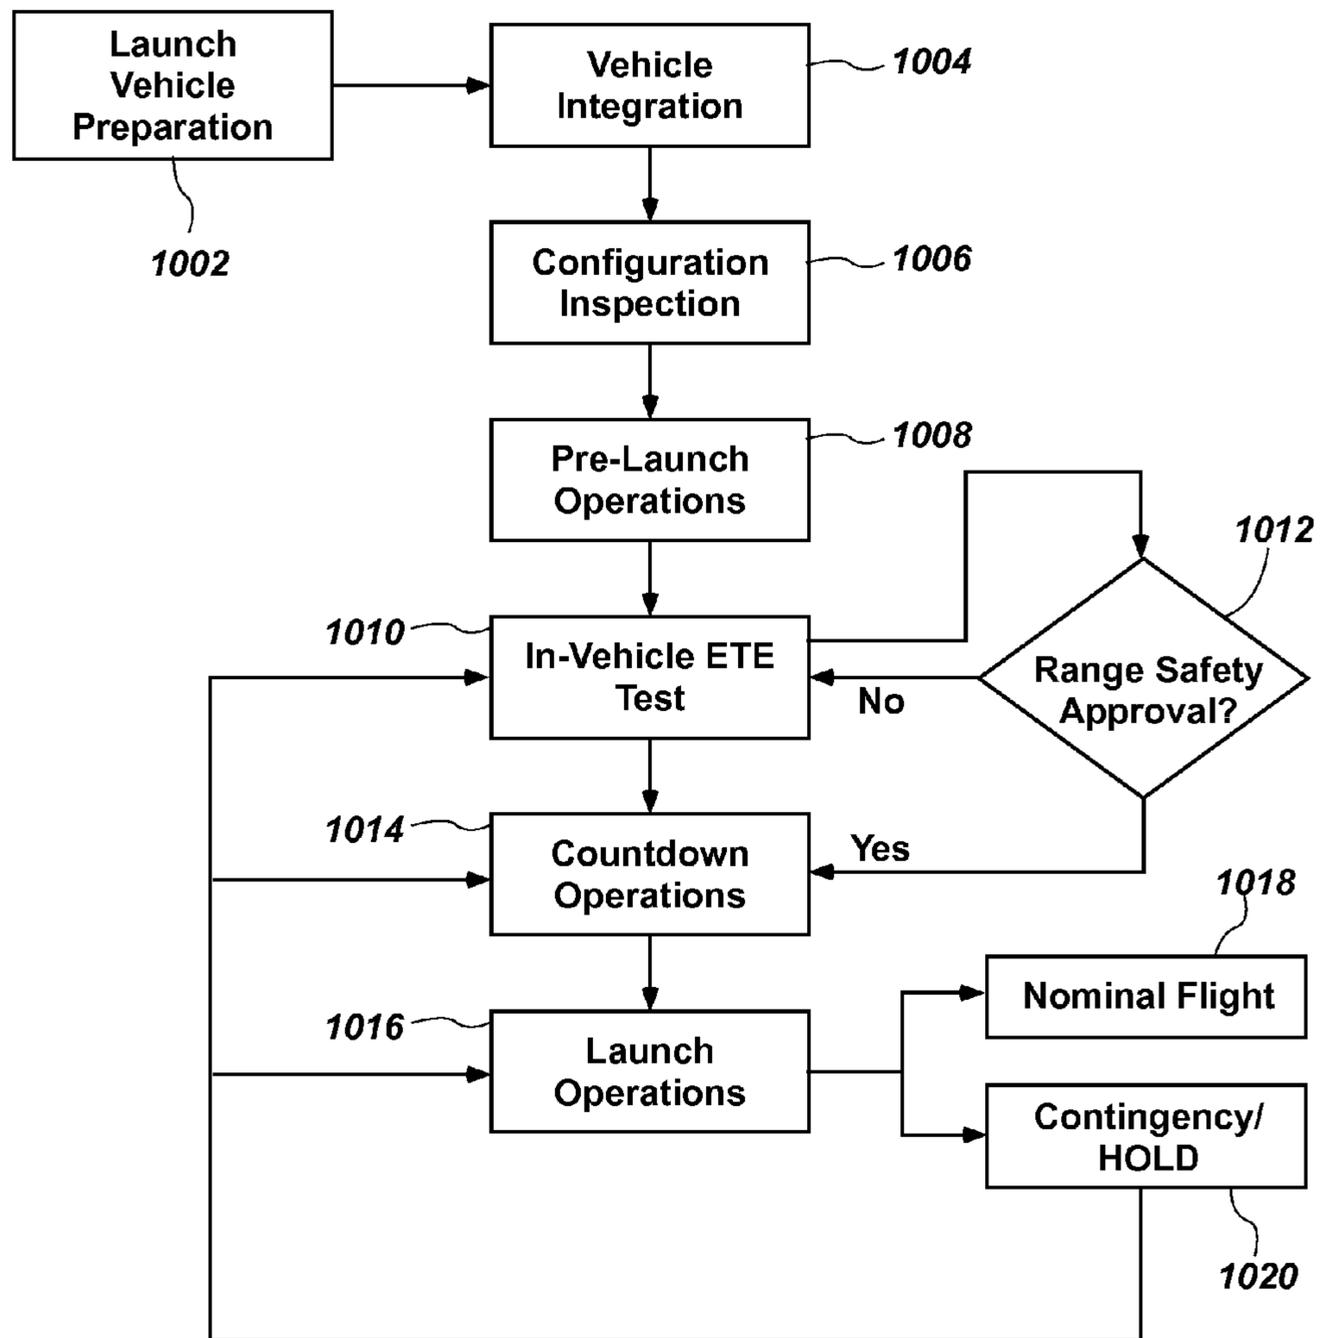 Launch
Vehicle
Preparation
1002
Vehicle
Integration
1004
Configuration
Inspection
1006
Pre-Launch
Operations
1008
1010
In-Vehicle ETE
Test
No
1012
Range Safety
Approval?
1014
Countdown
Operations
Yes
1016
Launch
Operations
1018
Nominal Flight
Contingency/
HOLD
1020